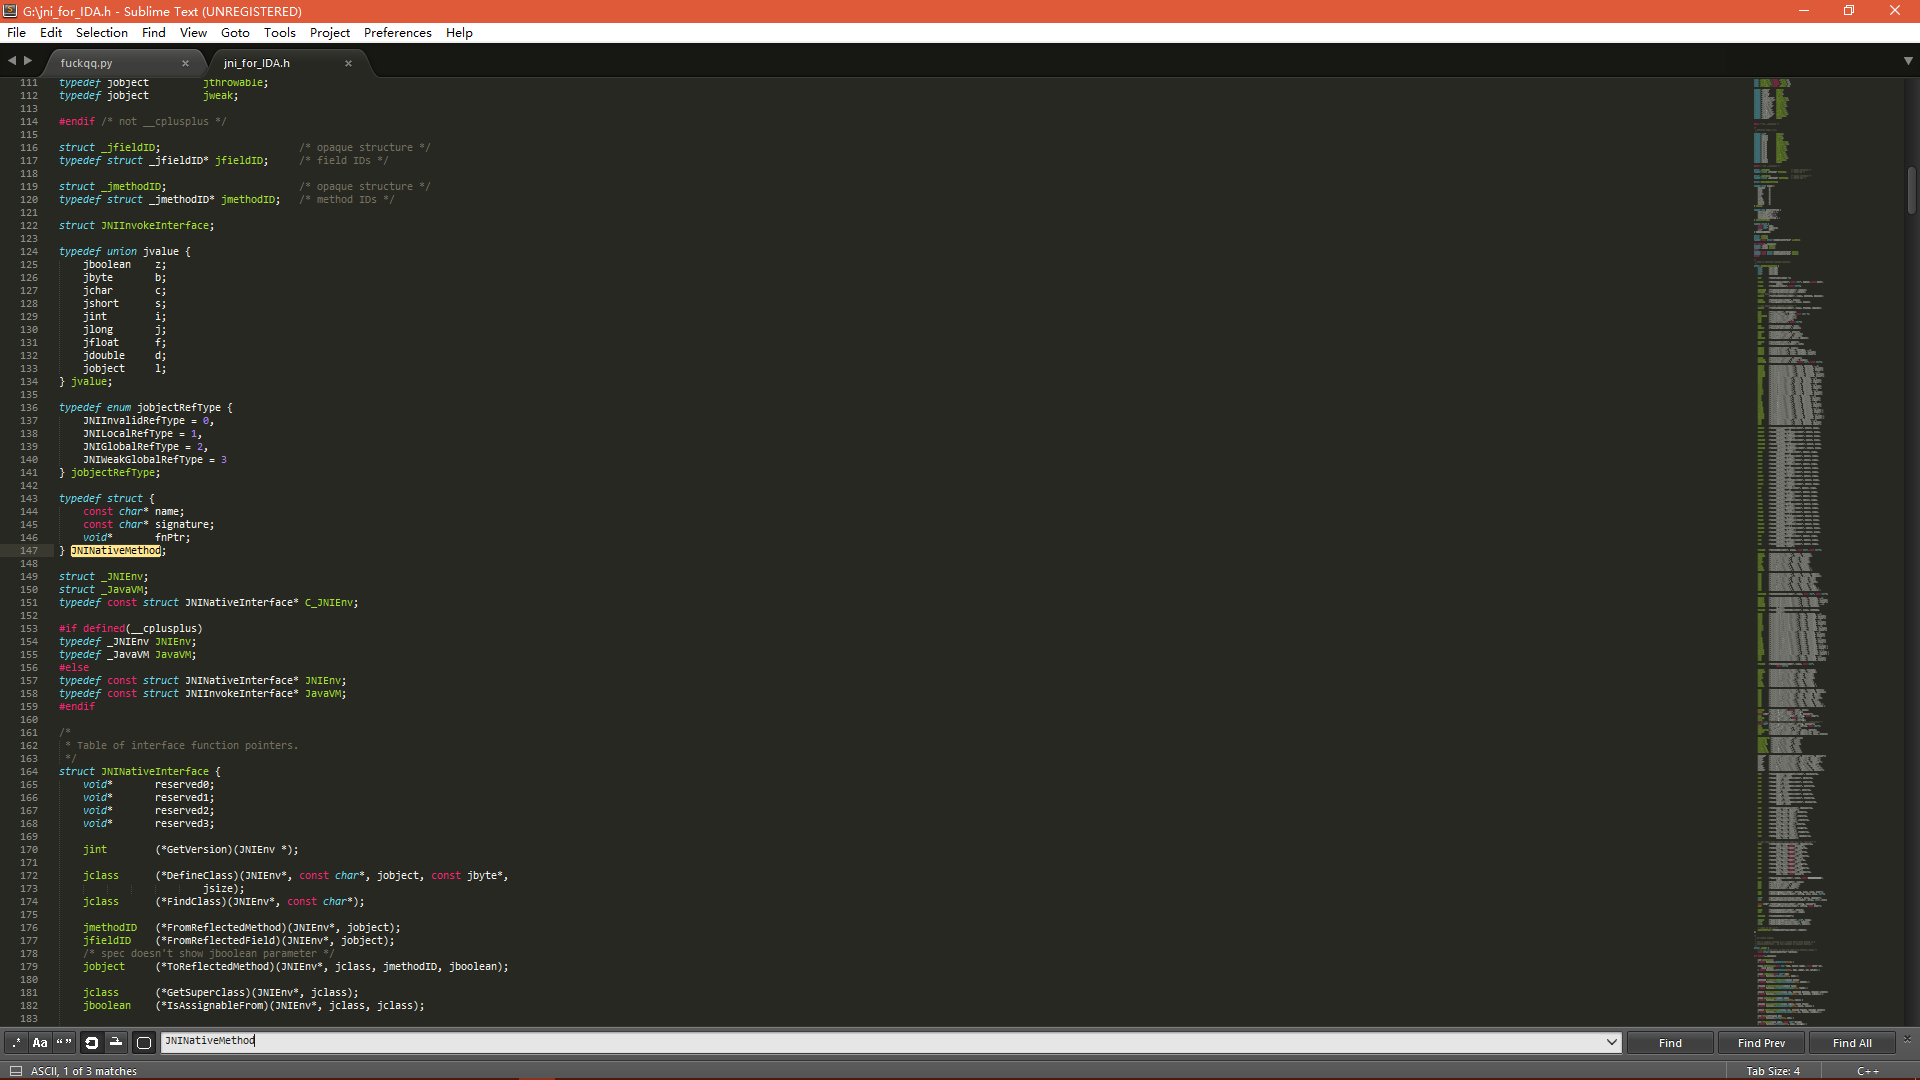 G:\jni_for_IDA.h - Sublime Text (UNREGISTERED)
File Edit Selection Find View Goto Tools Project Preferences Help
fuckqq.py × jni_for_IDA.h ×
111 typedef jobject jthrowable;
112 typedef jobject jweak;
113
114 #endif /* not __cplusplus */
115
116 struct _jfieldID; /* opaque structure */
117 typedef struct _jfieldID* jfieldID; /* field IDs */
118
119 struct _jmethodID; /* opaque structure */
120 typedef struct _jmethodID* jmethodID; /* method IDs */
121
122 struct JNIInvokeInterface;
123
124 typedef union jvalue {
125 jboolean z;
126 jbyte b;
127 jchar c;
128 jshort s;
129 jint i;
130 jlong j;
131 jfloat f;
132 jdouble d;
133 jobject l;
134 } jvalue;
135
136 typedef enum jobjectRefType {
137 JNIInvalidRefType = 0,
138 JNILocalRefType = 1,
139 JNIGlobalRefType = 2,
140 JNIWeakGlobalRefType = 3
141 } jobjectRefType;
142
143 typedef struct {
144 const char* name;
145 const char* signature;
146 void* fnPtr;
147 } JNINativeMethod;
148
149 struct _JNIEnv;
150 struct _JavaVM;
151 typedef const struct JNINativeInterface* C_JNIEnv;
152
153 #if defined(__cplusplus)
154 typedef _JNIEnv JNIEnv;
155 typedef _JavaVM JavaVM;
156 #else
157 typedef const struct JNINativeInterface* JNIEnv;
158 typedef const struct JNIInvokeInterface* JavaVM;
159 #endif
160
161 /*
162 * Table of interface function pointers.
163 */
164 struct JNINativeInterface {
165 void* reserved0;
166 void* reserved1;
167 void* reserved2;
168 void* reserved3;
169
170 jint (*GetVersion)(JNIEnv *);
171
172 jclass (*DefineClass)(JNIEnv*, const char*, jobject, const jbyte*,
173 jsize);
174 jclass (*FindClass)(JNIEnv*, const char*);
175
176 jmethodID (*FromReflectedMethod)(JNIEnv*, jobject);
177 jfieldID (*FromReflectedField)(JNIEnv*, jobject);
178 /* spec doesn't show jboolean parameter */
179 jobject (*ToReflectedMethod)(JNIEnv*, jclass, jmethodID, jboolean);
180
181 jclass (*GetSuperclass)(JNIEnv*, jclass);
182 jboolean (*IsAssignableFrom)(JNIEnv*, jclass, jclass);
183
.* Aa “ ” JNINativeMethod Find Find Prev Find All ×
ASCII, 1 of 3 matches Tab Size: 4 C++